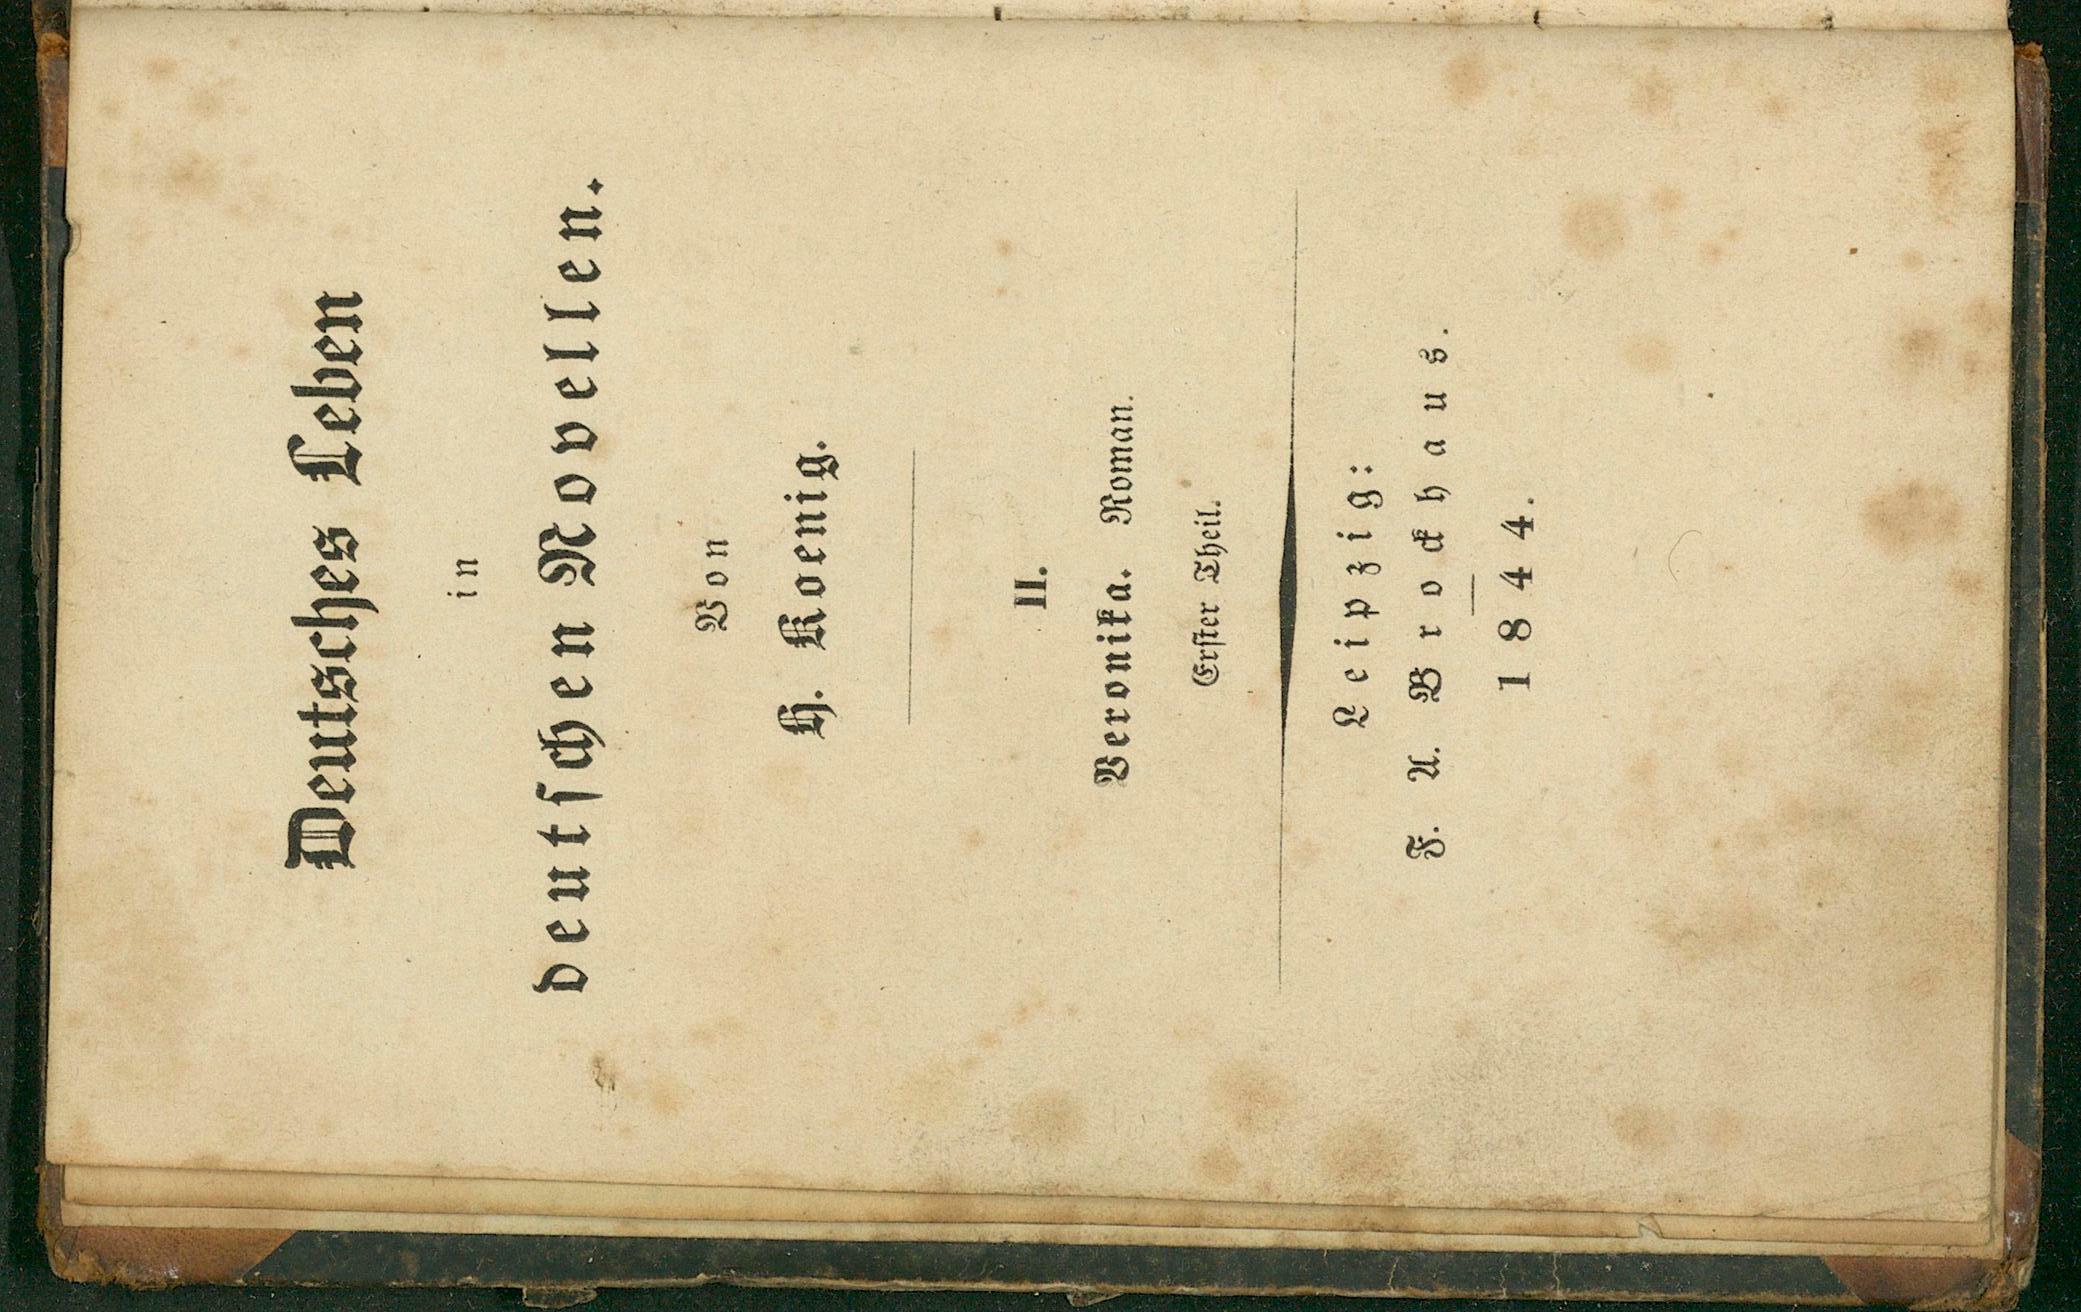 Deutsches Leben
in
deutſchen Novellen.
Von
H. Koenig.
II.
Veronika. Roman.
Erſter Theil.
Leipzig:
F. A. Brockhaus.
1844.